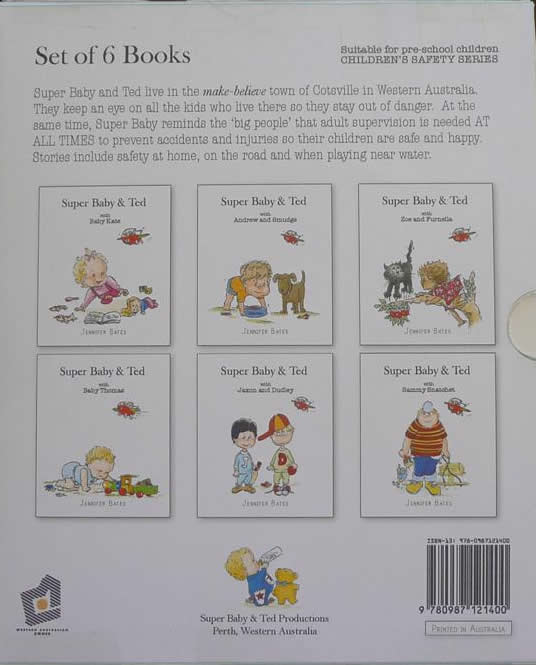 Set of 6 Books
Suitable for pre-school children
CHILDREN'S SAFETY SERIES
Super Baby and Ted live in the make-believe town of Cotsville in Western Australia.
They keep an eye on all the kids who live there so they stay out of danger. At the
same time, Super Baby reminds the 'big people' that adult supervision is needed AT
ALL TIMES to prevent accidents and injuries so their children are safe and happy.
Stories include safety at home, on the road and when playing near water.
Super Baby & Ted
with
Baby Kate
JENNIFER BATES
Super Baby & Ted
with
Andrew and Smudge
JENNIFER BATES
Super Baby & Ted
with
Zoe and Furnella
JENNIFER BATES
Super Baby & Ted
with
Baby Thomas
JENNIFER BATES
Super Baby & Ted
with
Jaxon and Dudley
J
D
JENNIFER BATES
Super Baby & Ted
with
Sammy Snatchet
JENNIFER BATES
WESTERN AUSTRALIAN
OWNED
Super Baby & Ted Productions
Perth, Western Australia
ISBN-13: 978-0987121400
9 780987 121400
PRINTED IN AUSTRALIA